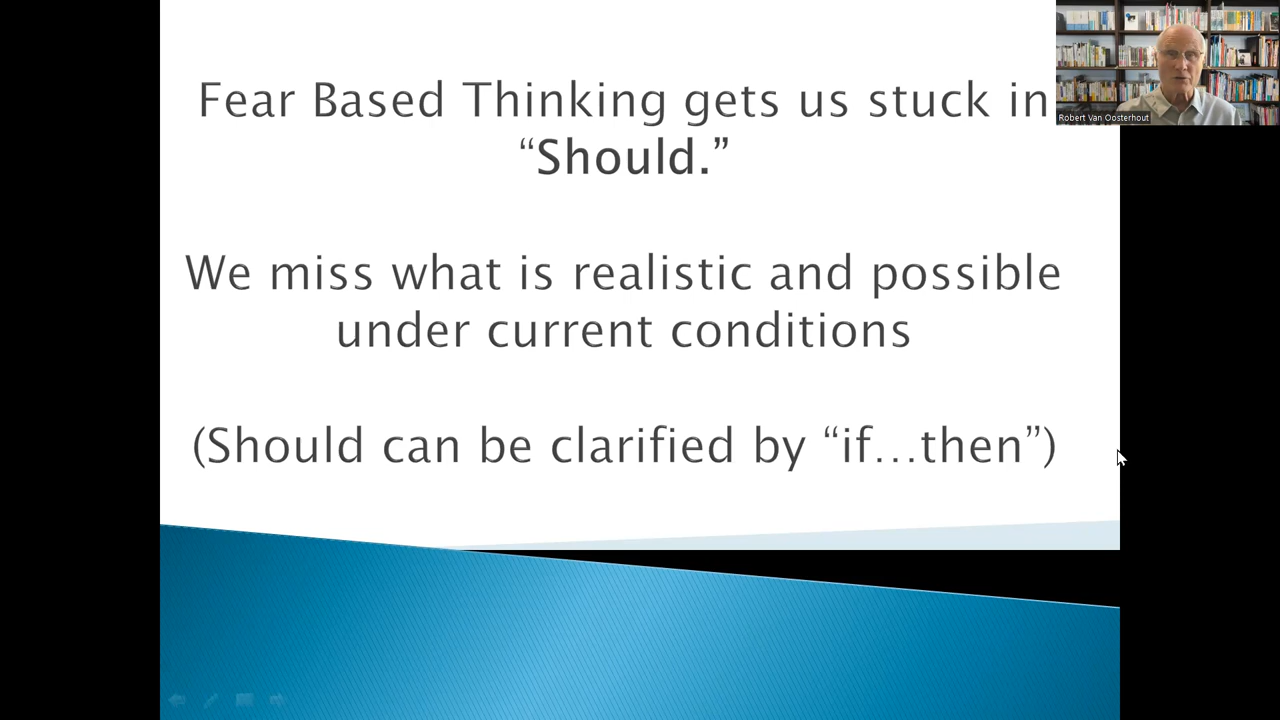 Fear Based Thinking gets us stuck in
“Should.”
We miss what is realistic and possible
under current conditions
(Should can be clarified by “if...then”)
Robert Van Oosterhout